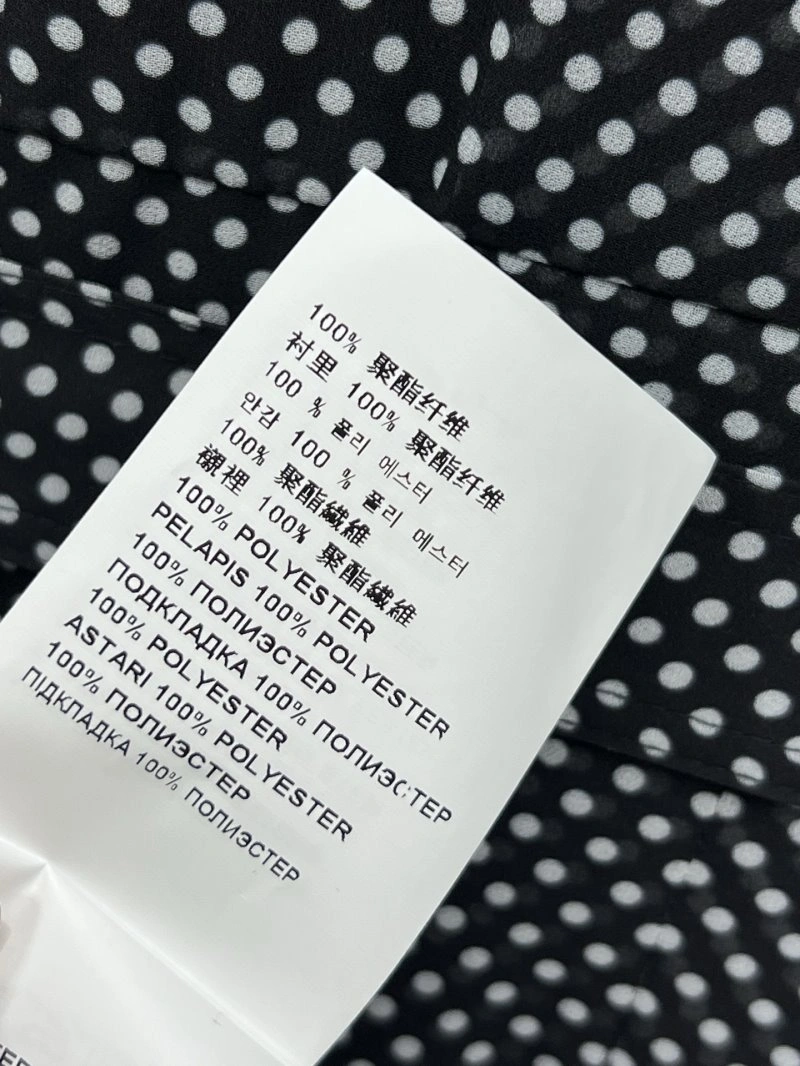 100% 聚酯纤维
衬里 100% 聚酯纤维
100 % 폴리 에스터
안감 100 % 폴리 에스터
100% 聚酯纖維
襯裡 100% 聚酯纖維
100% POLYESTER
PELAPIS 100% POLYESTER
100% ПОЛИЭСТЕР
ПОДКЛАДКА 100% ПОЛИЭСТЕР
100% POLYESTER
ASTARI 100% POLYESTER
100% ПОЛИЭСТЕР
ПІДКЛАДКА 100% ПОЛИЭСТЕР